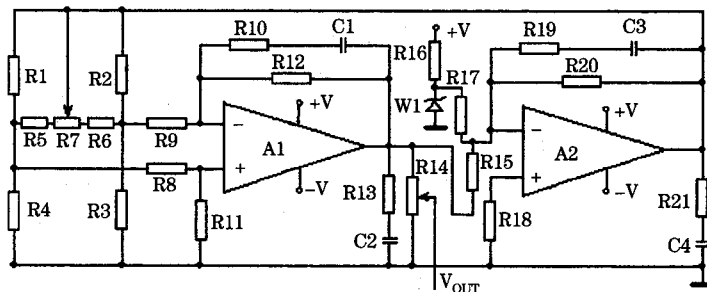 R10 C1 +V R19 C3
R1 R2 R12 R16 R17 R20
W1
+V +V
R5 R7 R6 R9 − A1 − A2
R8 + R14 R15 +
R4 R3 R11 −V R13 R18 −V R21
C2 C4
VOUT